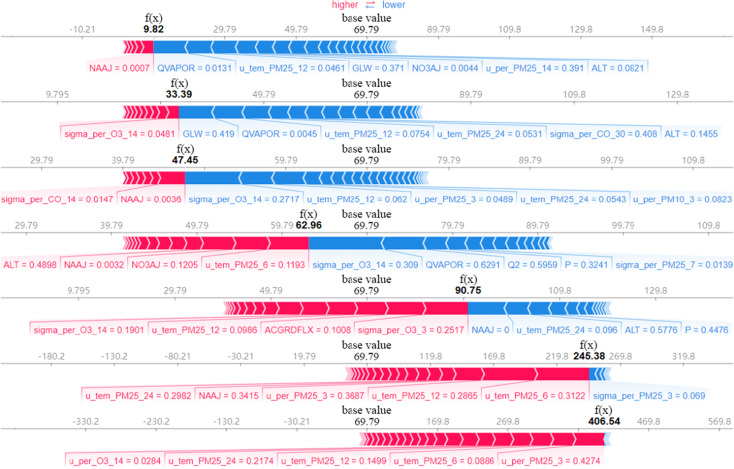 higher ⇄ lower
f(x) base value
-10.21 9.82 29.79 49.79 69.79 89.79 109.8 129.8 149.8
NAAJ = 0.0007 QVAPOR = 0.0131 u_tem_PM25_12 = 0.0461 GLW = 0.371 NO3AJ = 0.0044 u_per_PM25_14 = 0.391 ALT = 0.0821
f(x) base value
9.795 33.39 49.79 69.79 89.79 109.8 129.8
sigma_per_O3_14 = 0.0481 GLW = 0.419 QVAPOR = 0.0045 u_tem_PM25_12 = 0.0754 u_tem_PM25_24 = 0.0531 sigma_per_CO_30 = 0.408 ALT = 0.1455
f(x) base value
29.79 39.79 47.45 59.79 69.79 79.79 89.79 99.79 109.8
sigma_per_CO_14 = 0.0147 NAAJ = 0.0036 sigma_per_O3_14 = 0.2717 u_tem_PM25_12 = 0.062 u_per_PM25_3 = 0.0489 u_tem_PM25_24 = 0.0543 u_per_PM10_3 = 0.0823
f(x) base value
29.79 39.79 49.79 62.96 69.79 79.79 89.79 99.79 109.8
ALT = 0.4898 NAAJ = 0.0032 NO3AJ = 0.1205 u_tem_PM25_6 = 0.1193 sigma_per_O3_14 = 0.309 QVAPOR = 0.6291 Q2 = 0.5959 P = 0.3241 sigma_per_PM25_7 = 0.0139
base value f(x)
9.795 29.79 49.79 69.79 90.75 109.8 129.8
sigma_per_O3_14 = 0.1901 u_tem_PM25_12 = 0.0986 ACGRDFLX = 0.1008 sigma_per_O3_3 = 0.2517 NAAJ = 0 u_tem_PM25_24 = 0.096 ALT = 0.5776 P = 0.4476
base value f(x)
-180.2 -130.2 -80.21 -30.21 19.79 69.79 119.8 169.8 219.8 245.38 269.8 319.8
u_tem_PM25_24 = 0.2982 NAAJ = 0.3415 u_per_PM25_3 = 0.3687 u_tem_PM25_12 = 0.2865 u_tem_PM25_6 = 0.3122 sigma_per_PM25_3 = 0.069
base value f(x)
-330.2 -230.2 -130.2 -30.21 69.79 169.8 269.8 369.8 406.54 469.8 569.8
u_per_O3_14 = 0.0284 u_tem_PM25_24 = 0.2174 u_tem_PM25_12 = 0.1499 u_tem_PM25_6 = 0.0886 u_per_PM25_3 = 0.4274